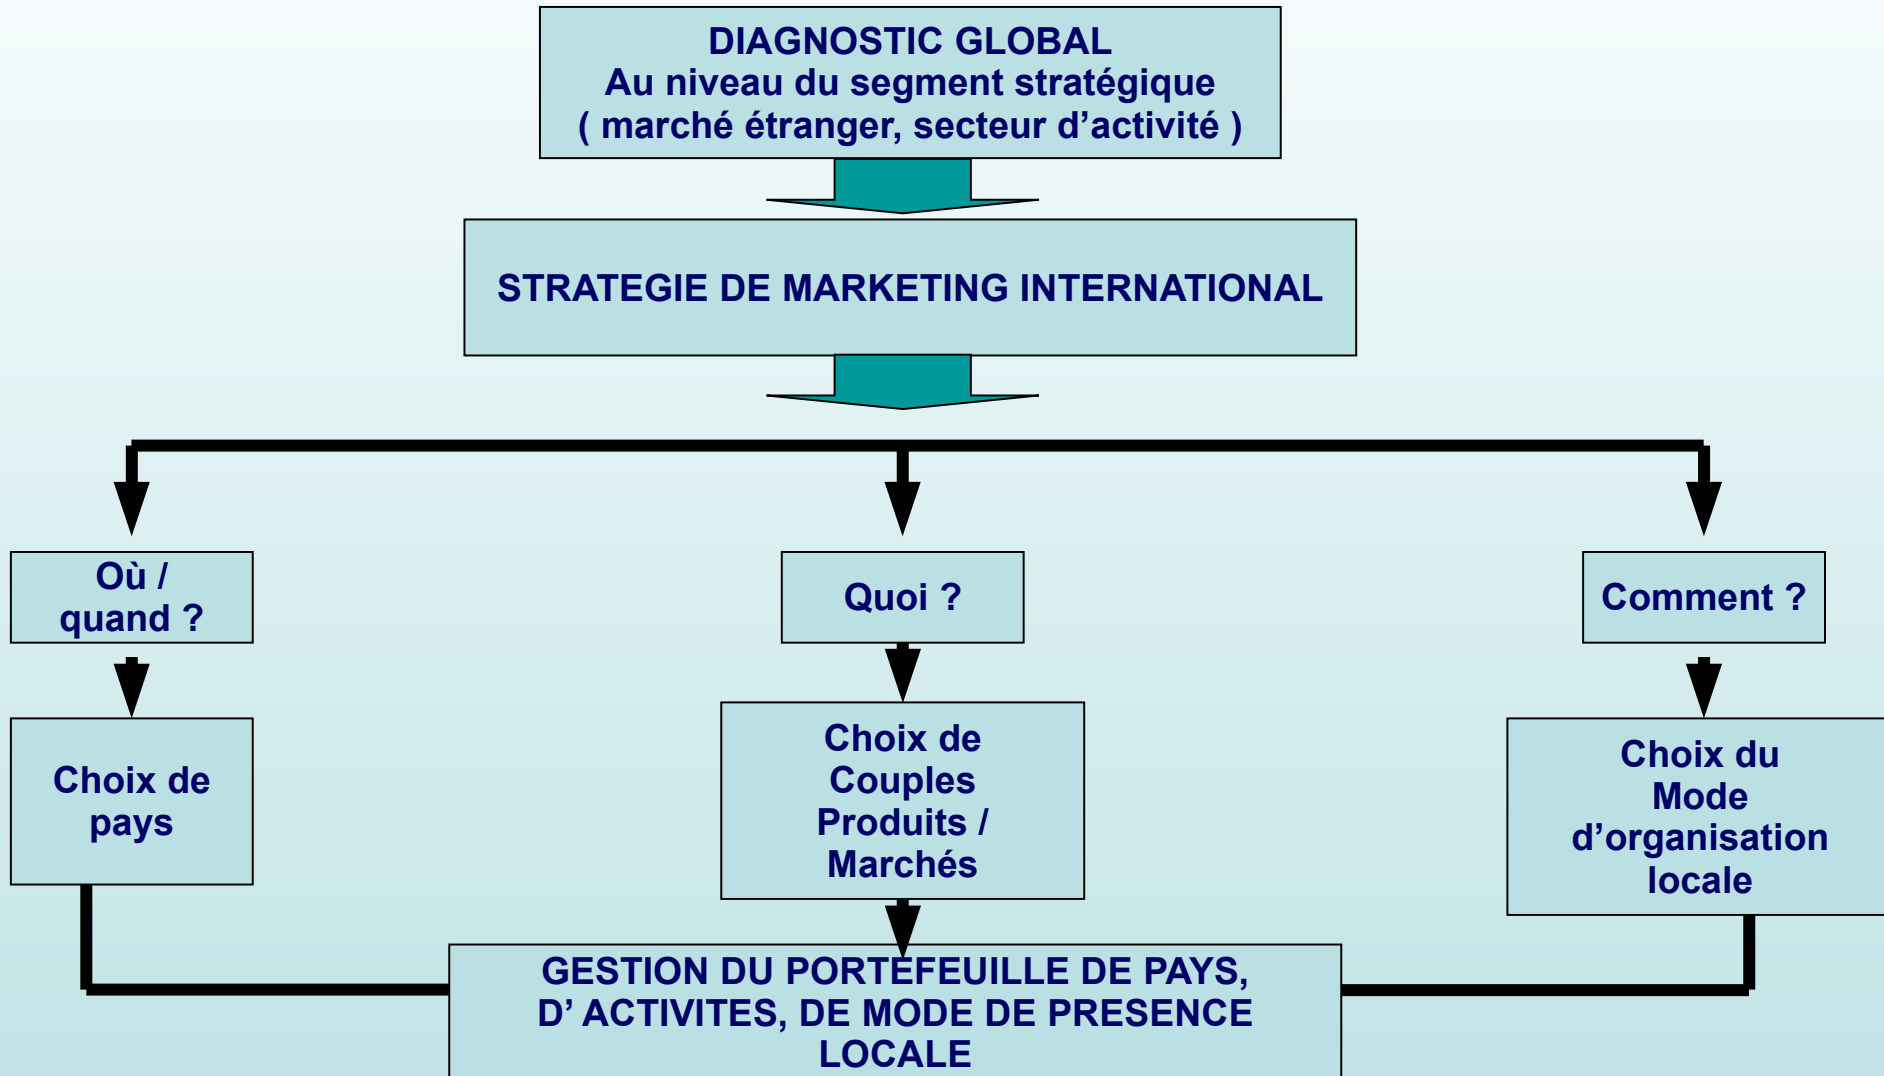 DIAGNOSTIC GLOBAL
Au niveau du segment stratégique
( marché étranger, secteur d’activité )
STRATEGIE DE MARKETING INTERNATIONAL
Où /
quand ?
Quoi ?
Comment ?
Choix de
pays
Choix de
Couples
Produits /
Marchés
Choix du
Mode
d’organisation
locale
GESTION DU PORTEFEUILLE DE PAYS,
D’ ACTIVITES, DE MODE DE PRESENCE
LOCALE